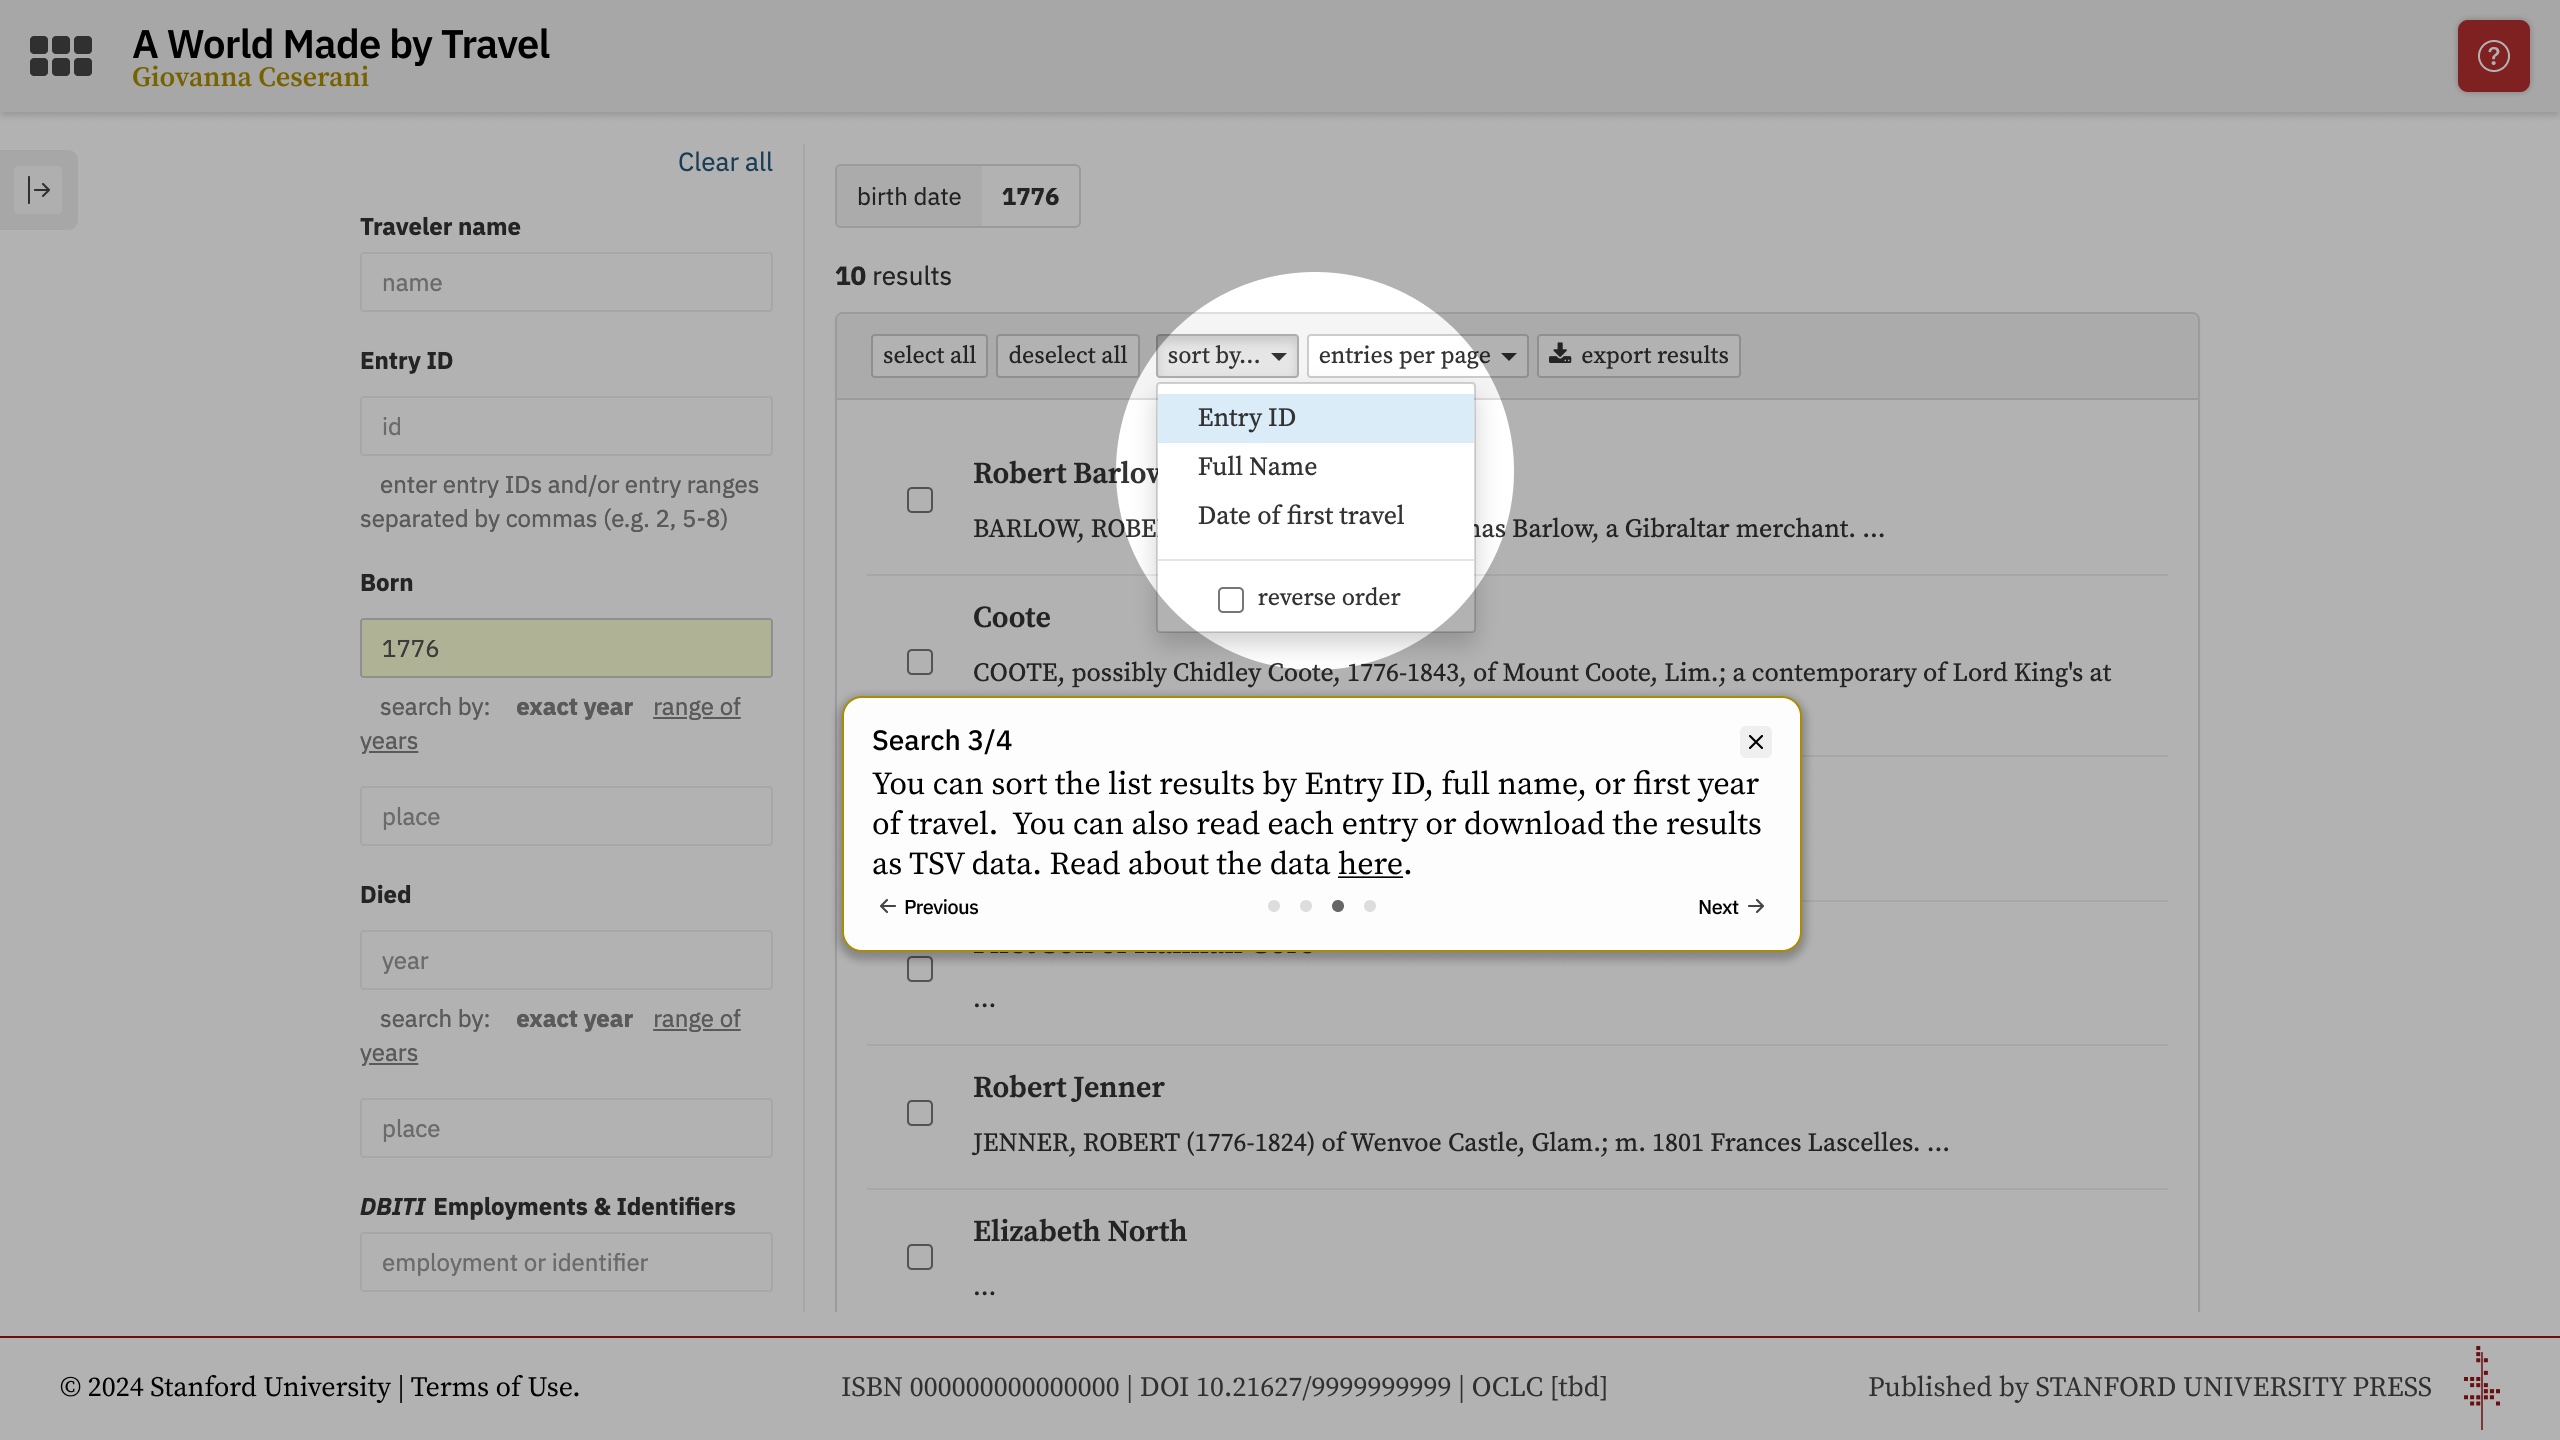 A World Made by Travel
Giovanna Ceserani
Clear all
Traveler name
name
Entry ID
id
enter entry IDs and/or entry ranges
separated by commas (e.g. 2, 5-8)
Born
1776
search by: exact year range of
years
place
Died
year
search by: exact year range of
years
place
DBITI Employments & Identifiers
employment or identifier
birth date 1776
10 results
select all deselect all sort by... entries per page export results
Entry ID
Full Name
Date of first travel
reverse order
Robert
BARLOW, Barlow, a Gibraltar merchant. ...
Coote
COOTE, possibly Chidley Coote, 1776-1843, of Mount Coote, Lim.; a contemporary of Lord King's at
Search 3/4
You can sort the list results by Entry ID, full name, or first year
of travel. You can also read each entry or download the results
as TSV data. Read about the data here.
Previous Next
...
Robert Jenner
JENNER, ROBERT (1776-1824) of Wenvoe Castle, Glam.; m. 1801 Frances Lascelles. ...
Elizabeth North
...
© 2024 Stanford University | Terms of Use.
ISBN 000000000000000 | DOI 10.21627/9999999999 | OCLC [tbd]
Published by STANFORD UNIVERSITY PRESS